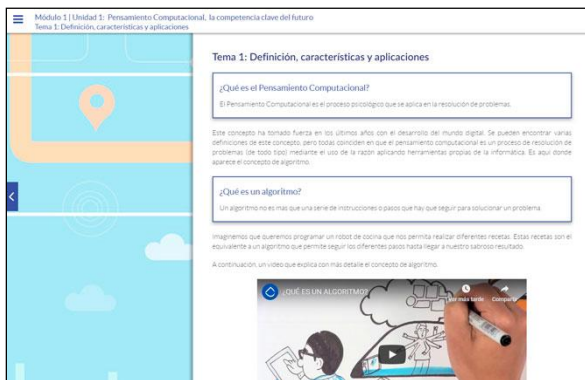 Módulo 1 | Unidad 1: Pensamiento Computacional, la competencia clave del futuro
Tema 1: Definición, características y aplicaciones
Tema 1: Definición, características y aplicaciones
¿Qué es el Pensamiento Computacional?
El Pensamiento Computacional es el proceso psicológico que se aplica en la resolución de problemas.
Este concepto ha tomado fuerza en los últimos años con el desarrollo del mundo digital. Se pueden encontrar varias
definiciones de este concepto, pero todas coinciden en que el pensamiento computacional es un proceso de resolución de
problemas (de todo tipo) mediante el uso de la razón aplicando herramientas propias de la informática. Es aquí donde
aparece el concepto de algoritmo.
¿Qué es un algoritmo?
Un algoritmo no es más que una serie de instrucciones o pasos que hay que seguir para solucionar un problema
Imaginemos que queremos programar un robot de cocina que nos permita realizar diferentes recetas. Estas recetas son el
equivalente a un algoritmo que permite seguir los diferentes pasos hasta llegar a nuestro sabroso resultado.
A continuación, un video que explica con más detalle el concepto de algoritmo.
¿QUÉ ES UN ALGORITMO?
Ver más tarde
Compartir